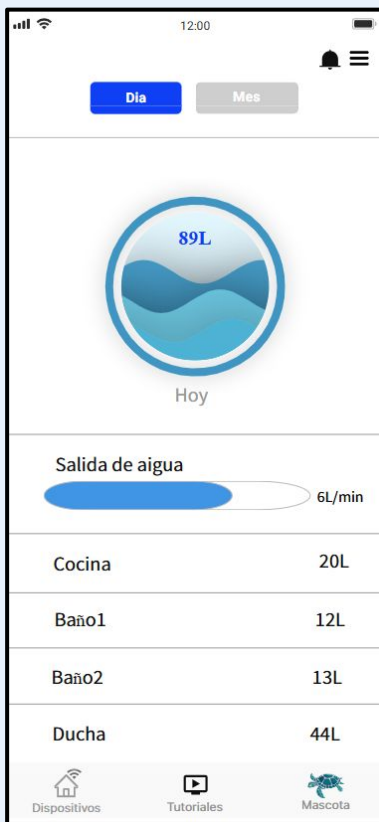 12:00
Dia Mes
89L
Hoy
Salida de aigua
6L/min
Cocina 20L
Baño1 12L
Baño2 13L
Ducha 44L
Dispositivos Tutoriales Mascota